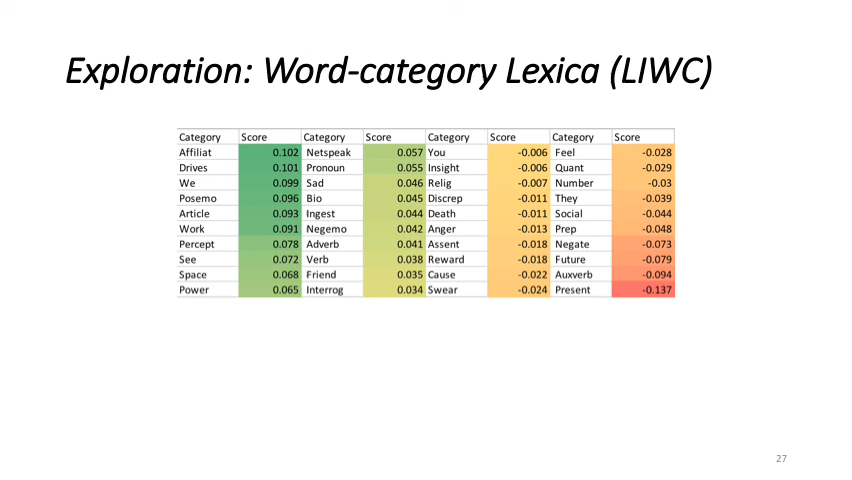 Exploration: Word-category Lexica (LIWC)
Category Score Category Score Category Score Category Score
Affiliat 0.102 Netspeak 0.057 You -0.006 Feel -0.028
Drives 0.101 Pronoun 0.055 Insight -0.006 Quant -0.029
We 0.099 Sad 0.046 Relig -0.007 Number -0.03
Posemo 0.096 Bio 0.045 Discrep -0.011 They -0.039
Article 0.093 Ingest 0.044 Death -0.011 Social -0.044
Work 0.091 Negemo 0.042 Anger -0.013 Prep -0.048
Percept 0.078 Adverb 0.041 Assent -0.018 Negate -0.073
See 0.072 Verb 0.038 Reward -0.018 Future -0.079
Space 0.068 Friend 0.035 Cause -0.022 Auxverb -0.094
Power 0.065 Interrog 0.034 Swear -0.024 Present -0.137
27